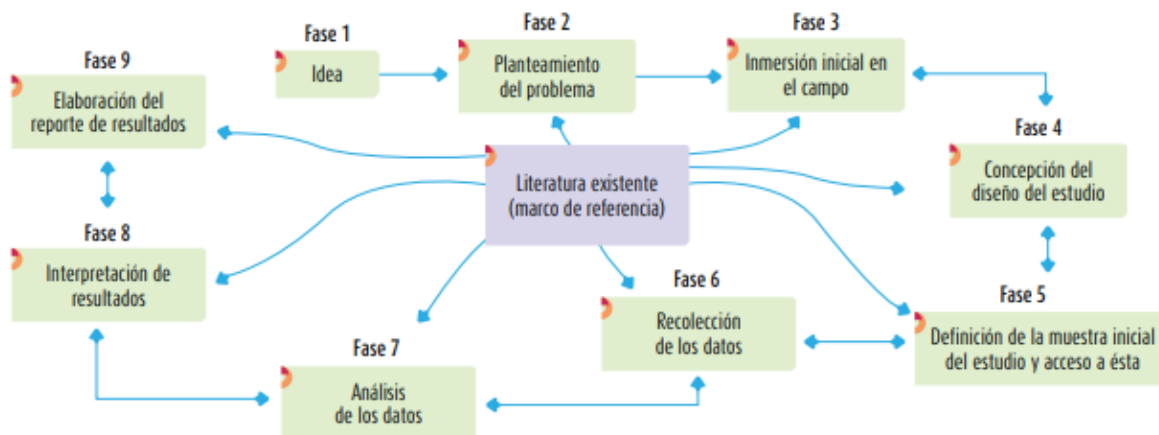 Fase 1
Idea
Fase 2
Planteamiento
del problema
Fase 3
Inmersión inicial en
el campo
Fase 4
Concepción del
diseño del estudio
Fase 5
Definición de la muestra inicial
del estudio y acceso a ésta
Fase 6
Recolección
de los datos
Fase 7
Análisis
de los datos
Fase 8
Interpretación de
resultados
Fase 9
Elaboración del
reporte de resultados
Literatura existente
(marco de referencia)